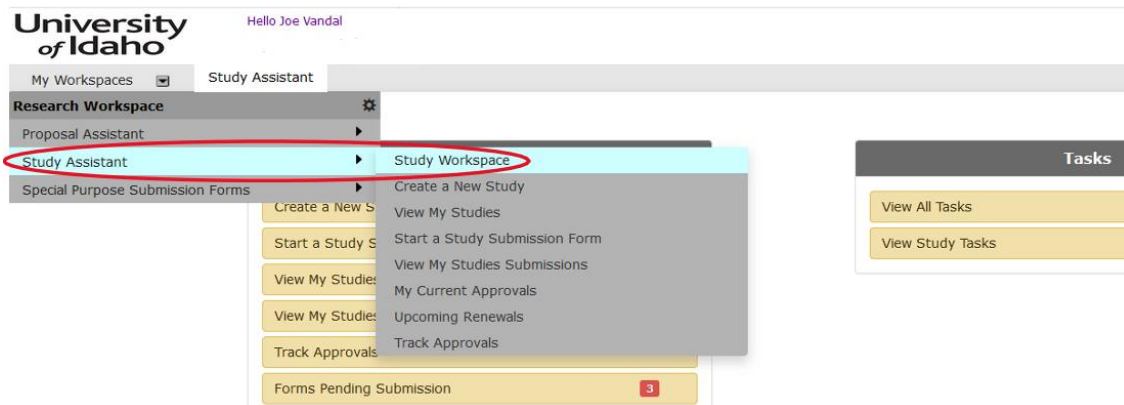 University
of Idaho
Hello Joe Vandal
My Workspaces
Study Assistant
Research Workspace
Proposal Assistant
Study Assistant
Special Purpose Submission Forms
Study Workspace
Create a New Study
View My Studies
Start a Study Submission Form
View My Studies Submissions
My Current Approvals
Upcoming Renewals
Track Approvals
Create a New S
Start a Study S
View My Studies
View My Studies
Track Approvals
Forms Pending Submission 3
Tasks
View All Tasks
View Study Tasks